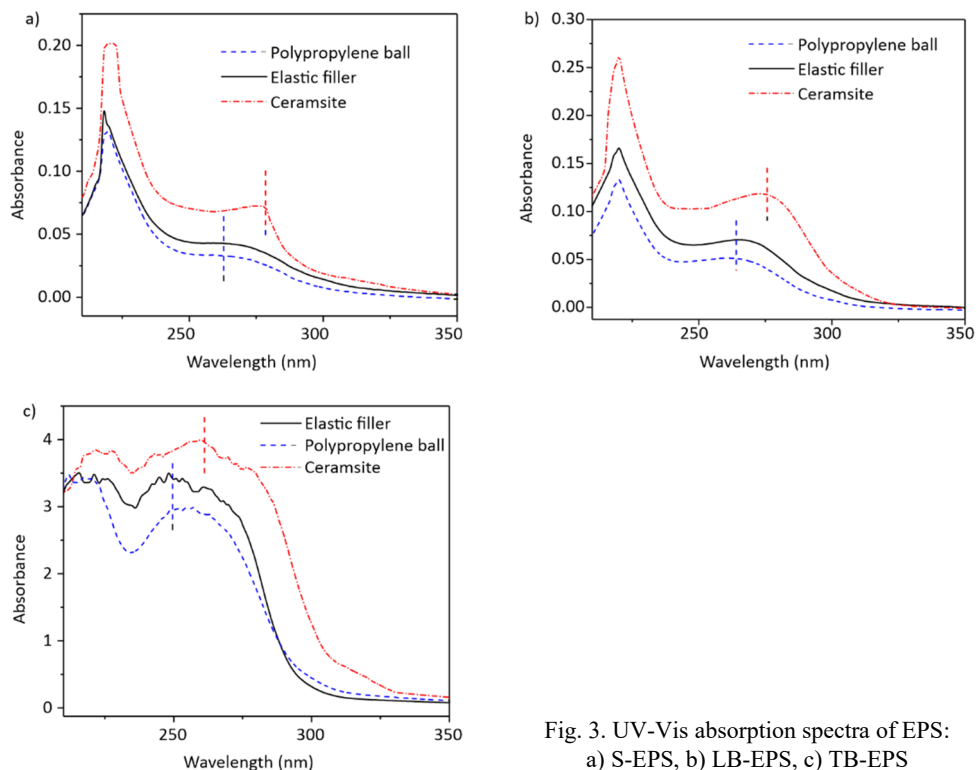 a)
Polypropylene ball
Elastic filler
Ceramsite
0.20
0.15
0.10
0.05
0.00
Absorbance
250
300
350
Wavelength (nm)
b)
Polypropylene ball
Elastic filler
Ceramsite
0.30
0.25
0.20
0.15
0.10
0.05
0.00
Absorbance
250
300
350
Wavelength (nm)
c)
Elastic filler
Polypropylene ball
Ceramsite
4
3
2
1
0
Absorbance
250
300
350
Wavelength (nm)
Fig. 3. UV-Vis absorption spectra of EPS:
a) S-EPS, b) LB-EPS, c) TB-EPS